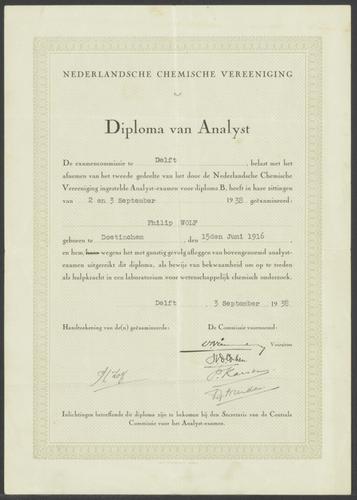 NEDERLANDSCHE CHEMISCHE VEREENIGING
Diploma van Analyst
De examencommissie te Delft, belast met het
afnemen van het tweede gedeelte van het door de Nederlandsche Chemische
Vereeniging ingestelde Analyst-examen voor diploma B, heeft in hare zittingen
van 2 en 3 September 1938 geëxamineerd:
Philip WOLF
geboren te Doetinchem, den 15den Juni 1916,
en hem, haar wegens het met gunstig gevolg afleggen van bovengenoemd analyst-
examen uitgereikt dit diploma, als bewijs van bekwaamheid om op te treden
als hulpkracht in een laboratorium voor wetenschappelijk chemisch onderzoek.
Delft, 3 September 1938
Handteekening van de(n) geëxamineerde: De Commissie voornoemd:
Voorzitter
Inlichtingen betreffende dit diploma zijn te bekomen bij den Secretaris van de Centrale
Commissie voor het Analyst-examen.